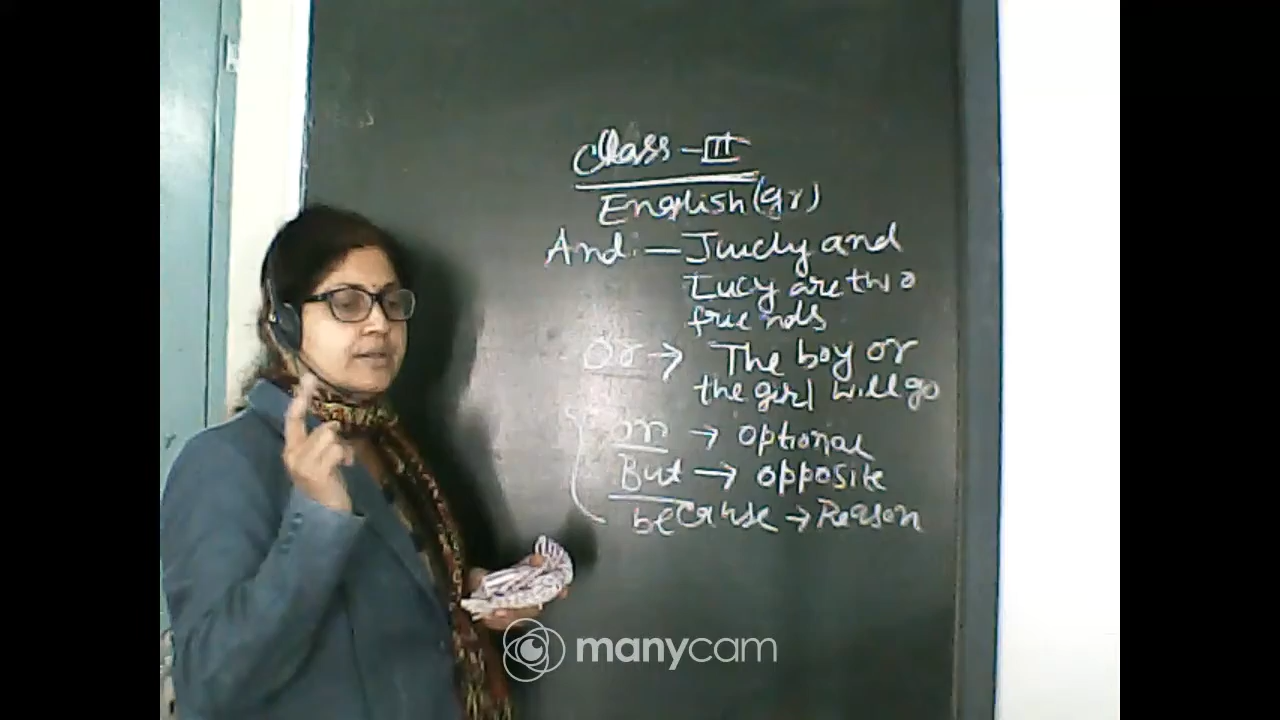 Class - III
English (gr)
And :— Judy and
Lucy are two
friends
Or → The boy or
the girl will go
or → optional
But → opposite
because → Reason
manycam